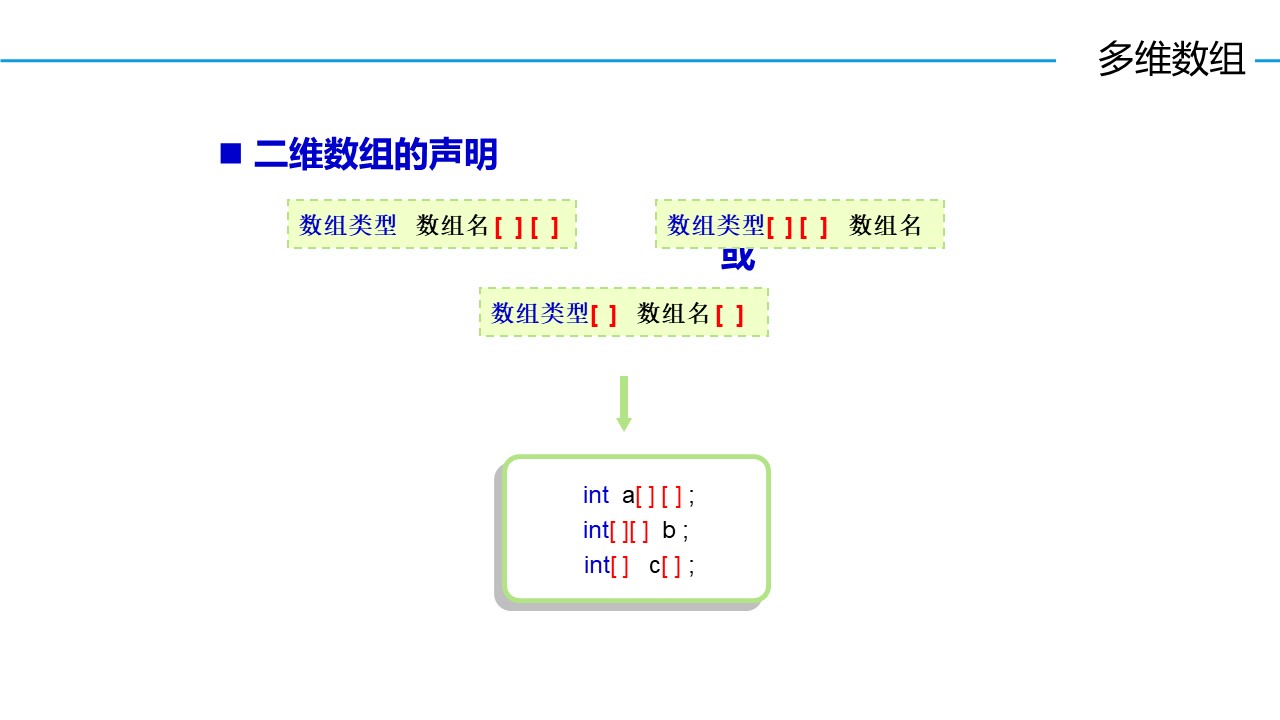 多维数组
■ 二维数组的声明
数组类型 数组名[ ][ ]
数组类型[ ][ ] 数组名
或
数组类型[ ] 数组名[ ]
int a[ ] [ ] ;
int[ ][ ] b ;
int[ ] c[ ] ;